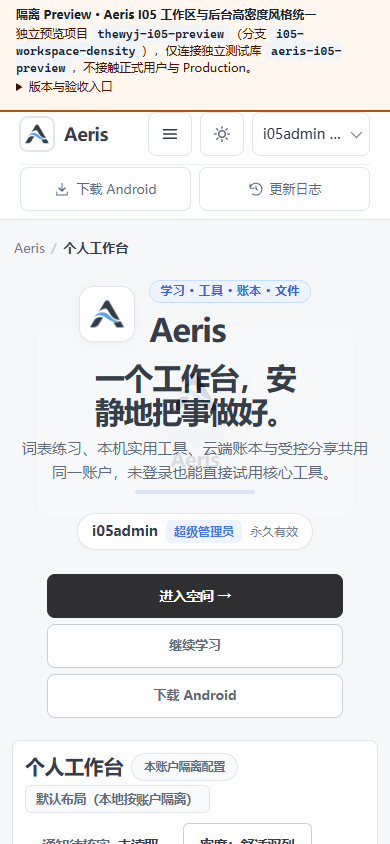 隔离 Preview · Aeris I05 工作区与后台高密度风格统一
独立预览项目 thewyj-i05-preview （分支 i05-
workspace-density ），仅连接独立测试库 aeris-i05-
preview ，不接触正式用户与 Production。
▶ 版本与验收入口
Aeris
i05admin ...
下载 Android
更新日志
Aeris / 个人工作台
学习 · 工具 · 账本 · 文件
Aeris
一个工作台，安
静地把事做好。
词表练习、本机实用工具、云端账本与受控分享共用
同一账户，未登录也能直接试用核心工具。
Aeris
i05admin 超级管理员 永久有效
进入空间 →
继续学习
下载 Android
个人工作台 本账户隔离配置
默认布局（本地按账户隔离）